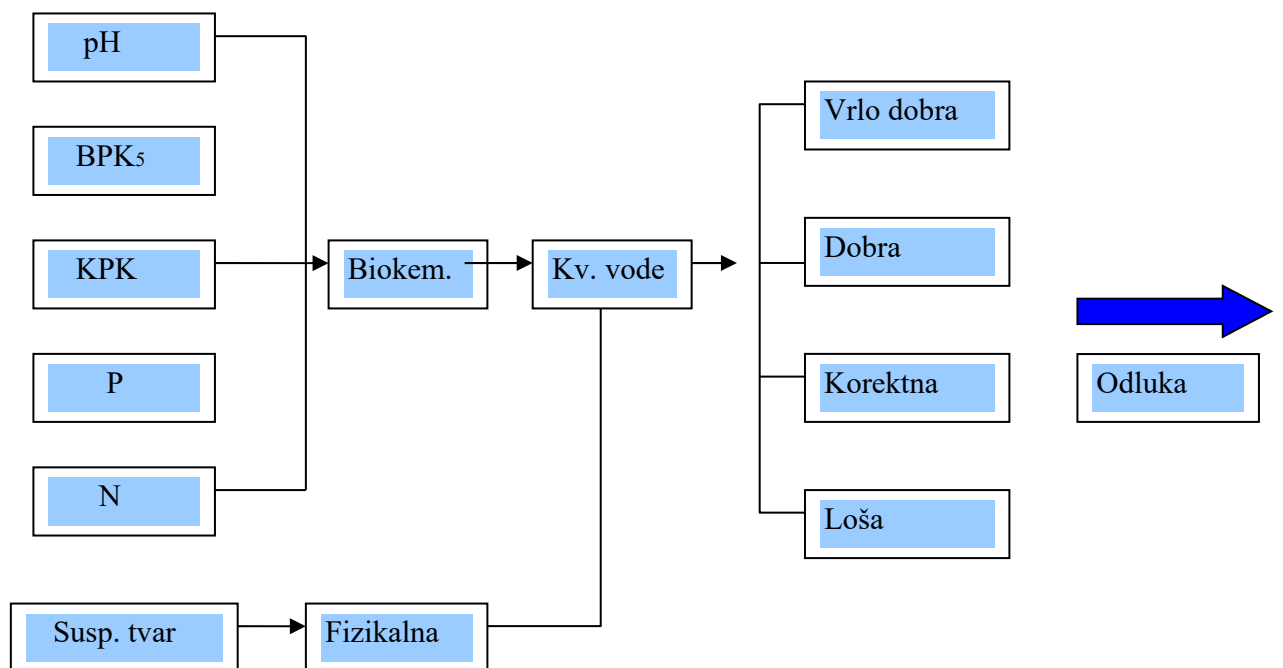 pH
BPK5
KPK
P
N
Susp. tvar
Biokem.
Fizikalna
Kv. vode
Vrlo dobra
Dobra
Korektna
Loša
Odluka